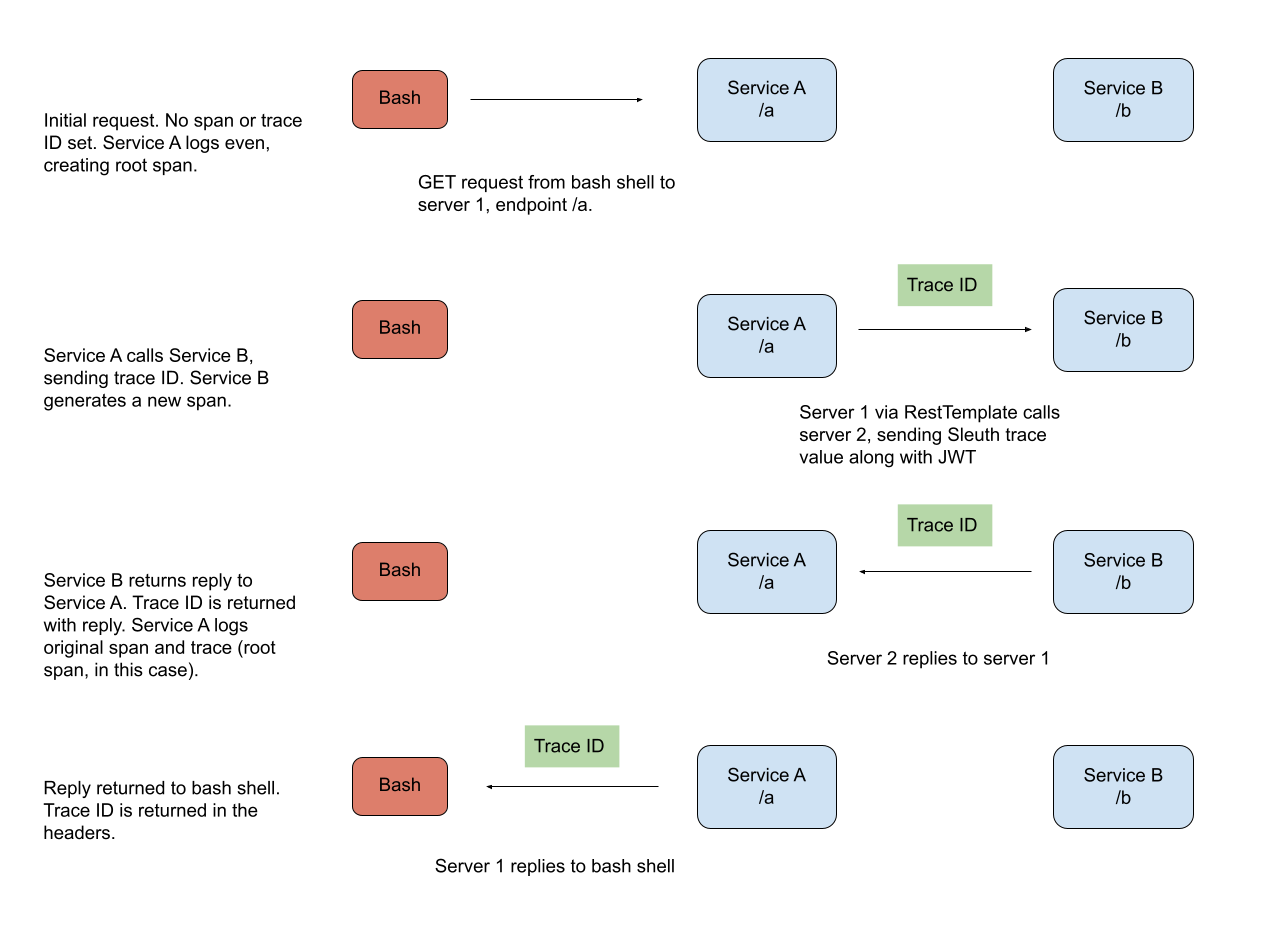 Bash
Service A
/a
Service B
/b
Initial request. No span or trace
ID set. Service A logs even,
creating root span.
GET request from bash shell to
server 1, endpoint /a.
Trace ID
Bash
Service A
/a
Service B
/b
Service A calls Service B,
sending trace ID. Service B
generates a new span.
Server 1 via RestTemplate calls
server 2, sending Sleuth trace
value along with JWT
Trace ID
Bash
Service A
/a
Service B
/b
Service B returns reply to
Service A. Trace ID is returned
with reply. Service A logs
original span and trace (root
span, in this case).
Server 2 replies to server 1
Trace ID
Bash
Service A
/a
Service B
/b
Reply returned to bash shell.
Trace ID is returned in the
headers.
Server 1 replies to bash shell